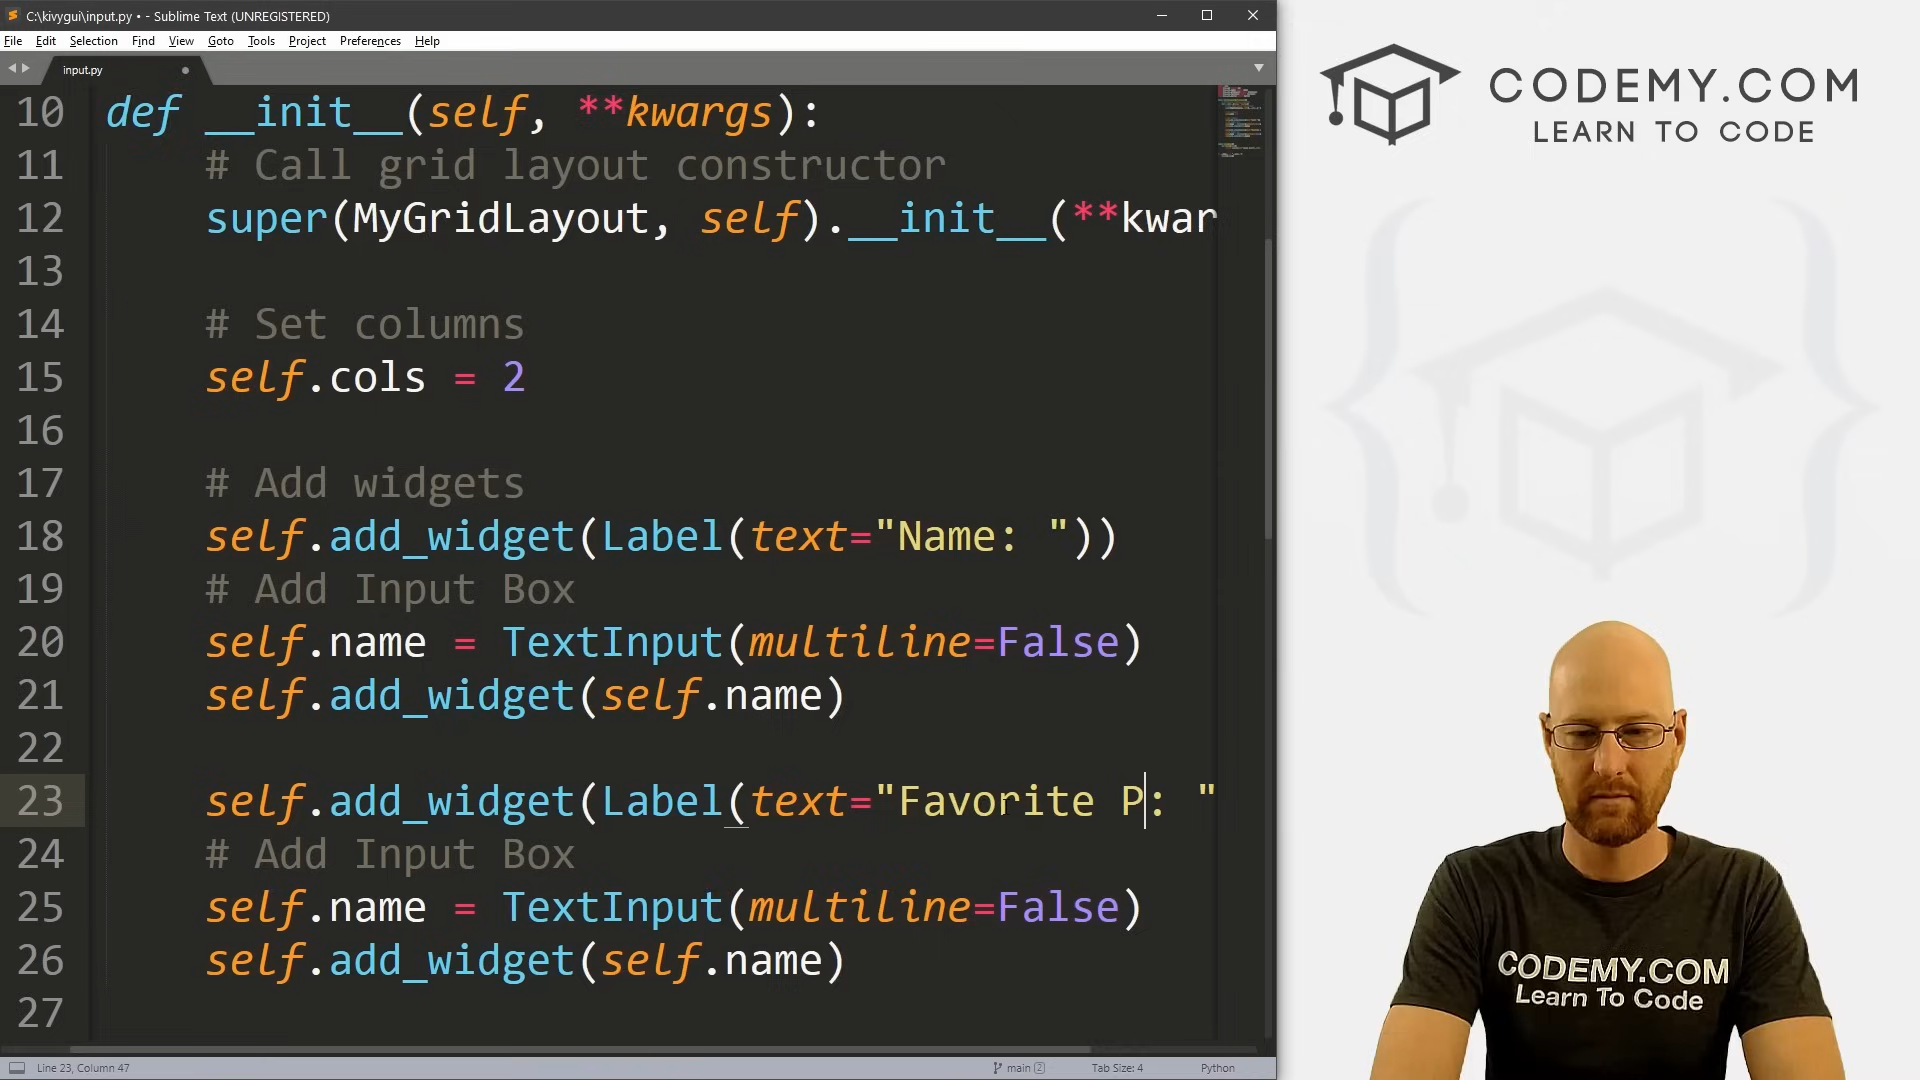 C:\kivygui\input.py • - Sublime Text (UNREGISTERED)
File Edit Selection Find View Goto Tools Project Preferences Help
input.py
10 def __init__(self, **kwargs):
11 # Call grid layout constructor
12 super(MyGridLayout, self).__init__(**kwar
13
14 # Set columns
15 self.cols = 2
16
17 # Add widgets
18 self.add_widget(Label(text="Name: "))
19 # Add Input Box
20 self.name = TextInput(multiline=False)
21 self.add_widget(self.name)
22
23 self.add_widget(Label(text="Favorite P: "
24 # Add Input Box
25 self.name = TextInput(multiline=False)
26 self.add_widget(self.name)
27
Line 23, Column 47
main 2
Tab Size: 4
Python
CODEMY.COM
LEARN TO CODE
CODEMY.COM
Learn To Code